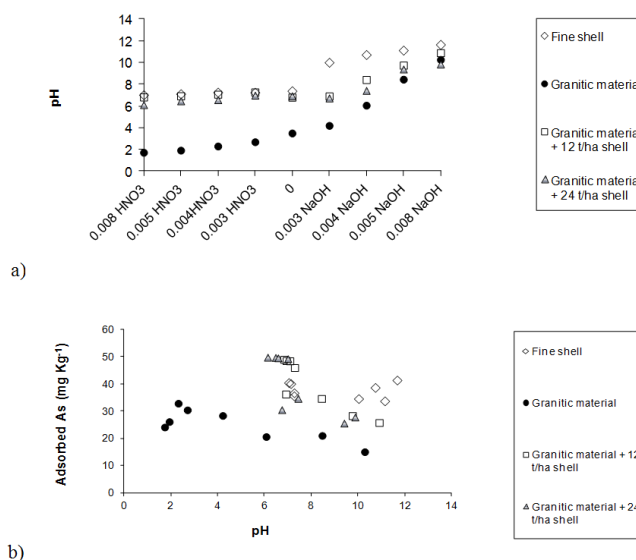 14
12
10
8
6
4
2
0
pH
0.008 HNO3
0.005 HNO3
0.004HNO3
0.003 HNO3
0
0.003 NaOH
0.004 NaOH
0.005 NaOH
0.008 NaOH
Fine shell
Granitic material
Granitic material
+ 12 t/ha shell
Granitic material
+ 24 t/ha shell
a)
60
50
40
30
20
10
0
Adsorbed As (mg Kg-1)
0 2 4 6 8 10 12 14
pH
Fine shell
Granitic material
Granitic material + 12
t/ha shell
Granitic material + 24
t/ha shell
b)